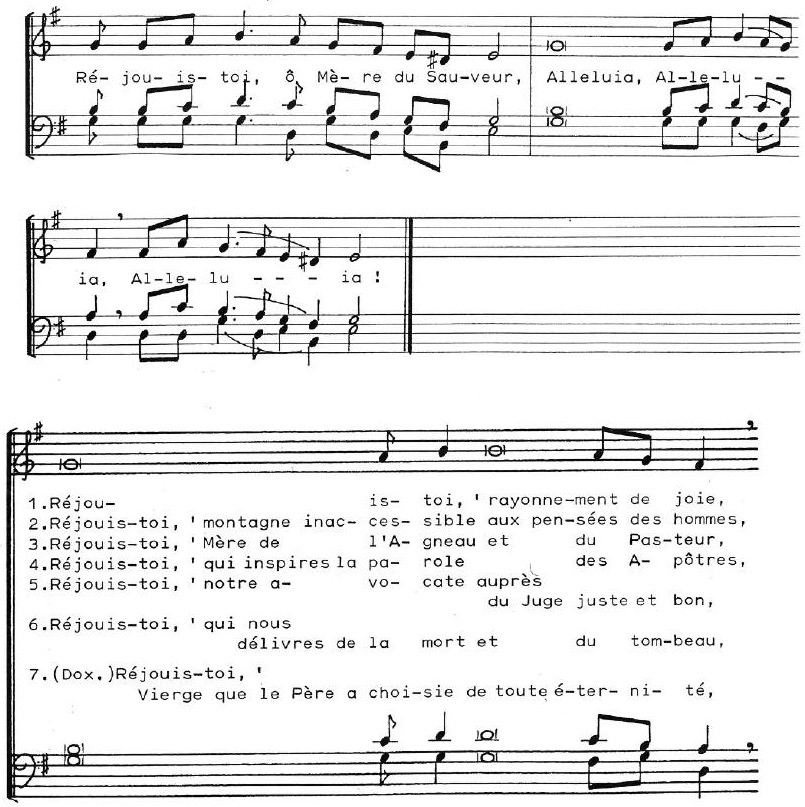 Ré- jou- is- toi, ô Mè- re du Sau-veur, Alleluia, Al-le-lu - -
ia, Al-le- lu - - - ia !
1.Réjou- is- toi, ' rayonne-ment de joie,
2.Réjouis-toi, ' montagne inac- ces- sible aux pen-sées des hommes,
3.Réjouis-toi, ' Mère de l'A- gneau et du Pas-teur,
4.Réjouis-toi, ' qui inspires la pa- role des A- pôtres,
5.Réjouis-toi, ' notre a- vo- cate auprès
du Juge juste et bon,
6.Réjouis-toi, ' qui nous
délivres de la mort et du tom-beau,
7.(Dox.)Réjouis-toi, '
Vierge que le Père a choi-sie de toute é-ter- ni- té,